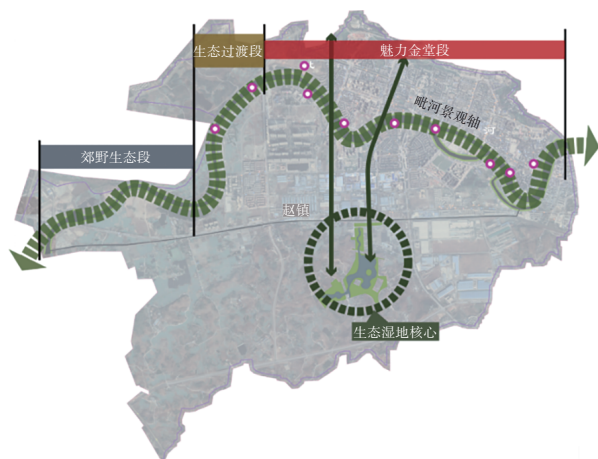 生态过渡段
魅力金堂段
毗河景观轴
郊野生态段
赵镇
生态湿地核心